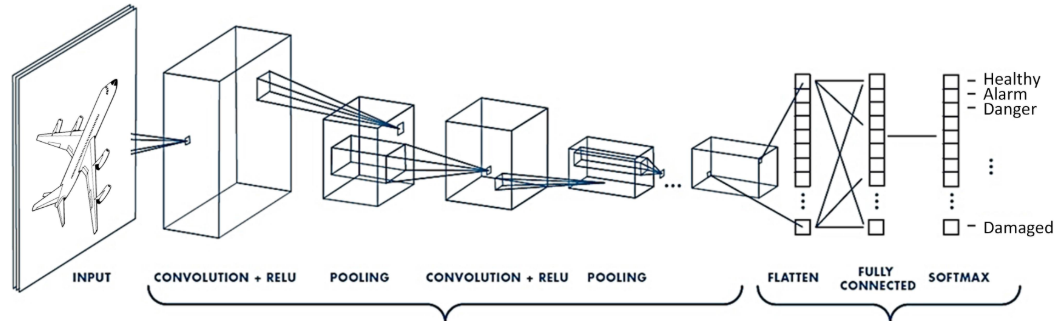 Healthy
Alarm
Danger
Damaged
INPUT
CONVOLUTION + RELU
POOLING
CONVOLUTION + RELU
POOLING
FLATTEN
FULLY
CONNECTED
SOFTMAX